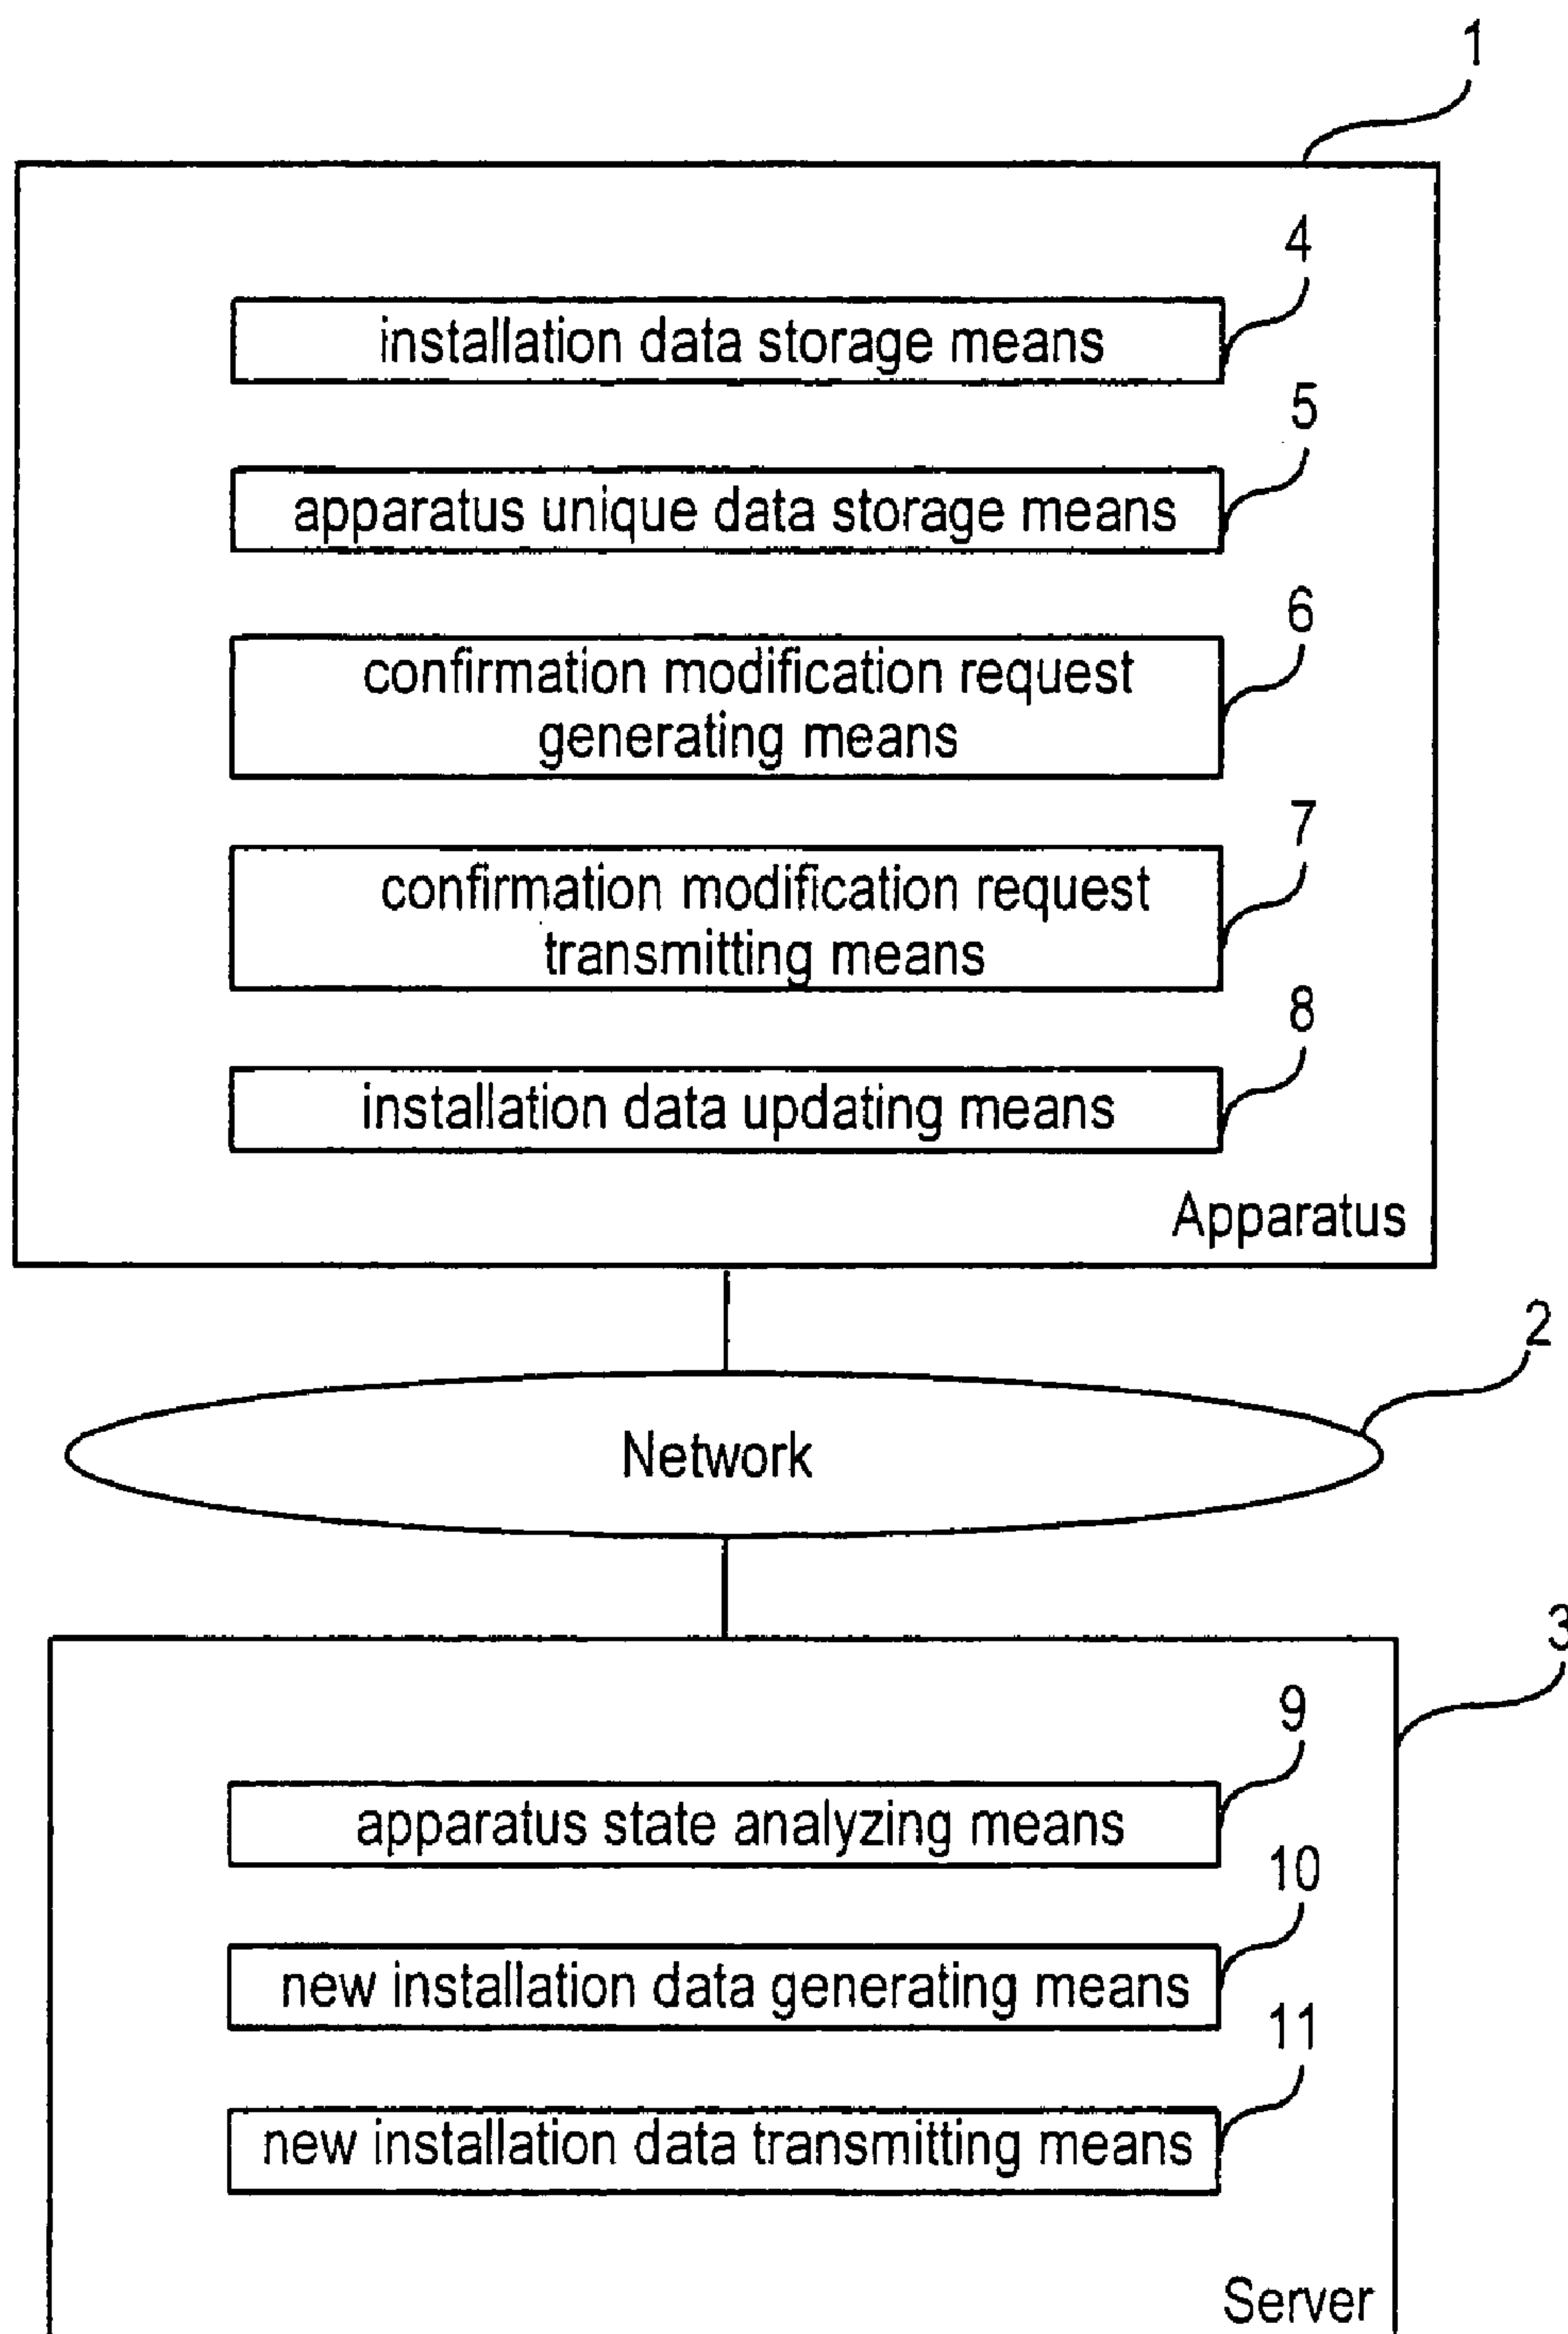 1
4
installation data storage means
5
apparatus unique data storage means
6
confirmation modification request
generating means
7
confirmation modification request
transmitting means
8
installation data updating means
Apparatus
2
Network
3
9
apparatus state analyzing means
10
new installation data generating means
11
new installation data transmitting means
Server